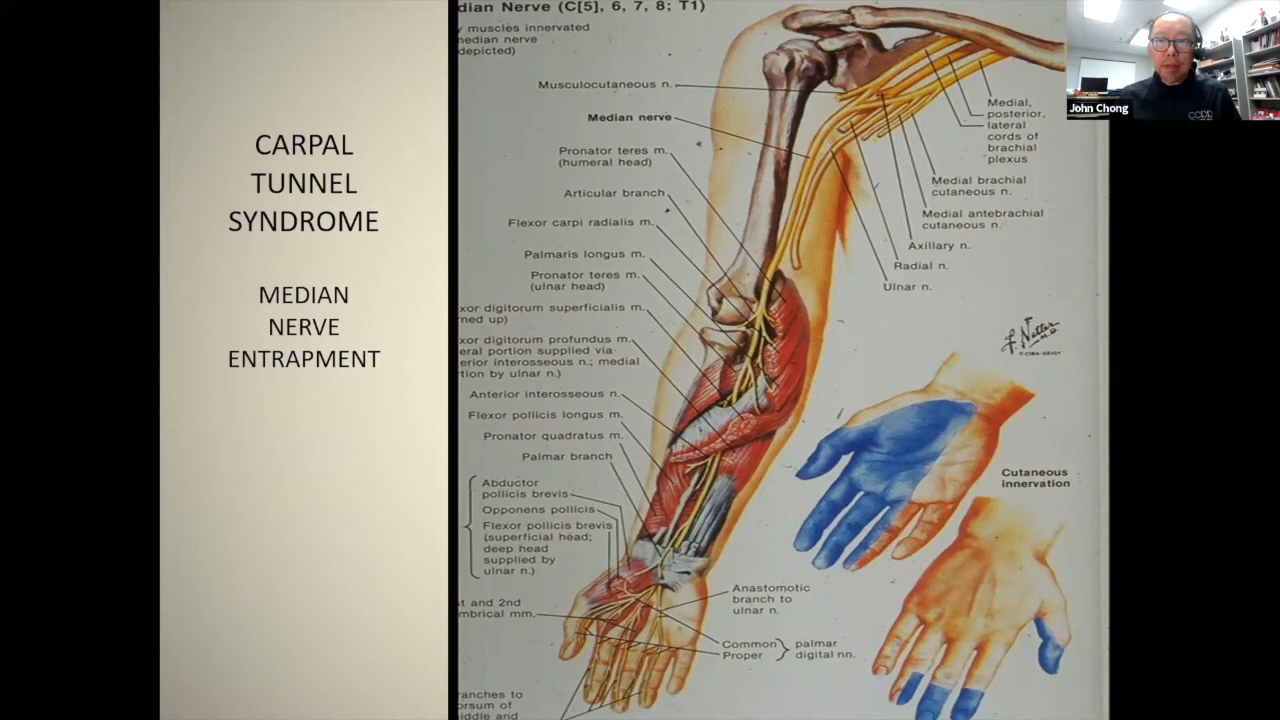 CARPAL
TUNNEL
SYNDROME
MEDIAN
NERVE
ENTRAPMENT
dian Nerve (C[5], 6, 7, 8; T1)
y muscles innervated
nedian nerve
depicted)
Musculocutaneous n.
Median nerve
Pronator teres m.
(humeral head)
Articular branch
Flexor carpi radialis m.
Palmaris longus m.
Pronator teres m.
(ulnar head)
xor digitorum superficialis m.
rned up)
xor digitorum profundus m.
eral portion supplied via
erior interosseous n.; medial
rtion by ulnar n.)
Anterior interosseous n.
Flexor pollicis longus m.
Pronator quadratus m.
Palmar branch
Abductor
pollicis brevis
Opponens pollicis
Flexor pollicis brevis
(superficial head;
deep head
supplied by
ulnar n.)
st and 2nd
mbrical mm.
ranches to
orsum of
iddle and
Medial,
posterior,
lateral
cords of
brachial
plexus
Medial brachial
cutaneous n.
Medial antebrachial
cutaneous n.
Axillary n.
Radial n.
Ulnar n.
F. Netter
M.D.
© CIBA-GEIGY
Cutaneous
innervation
Anastomotic
branch to
ulnar n.
Common
Proper
palmar
digital nn.
John Chong